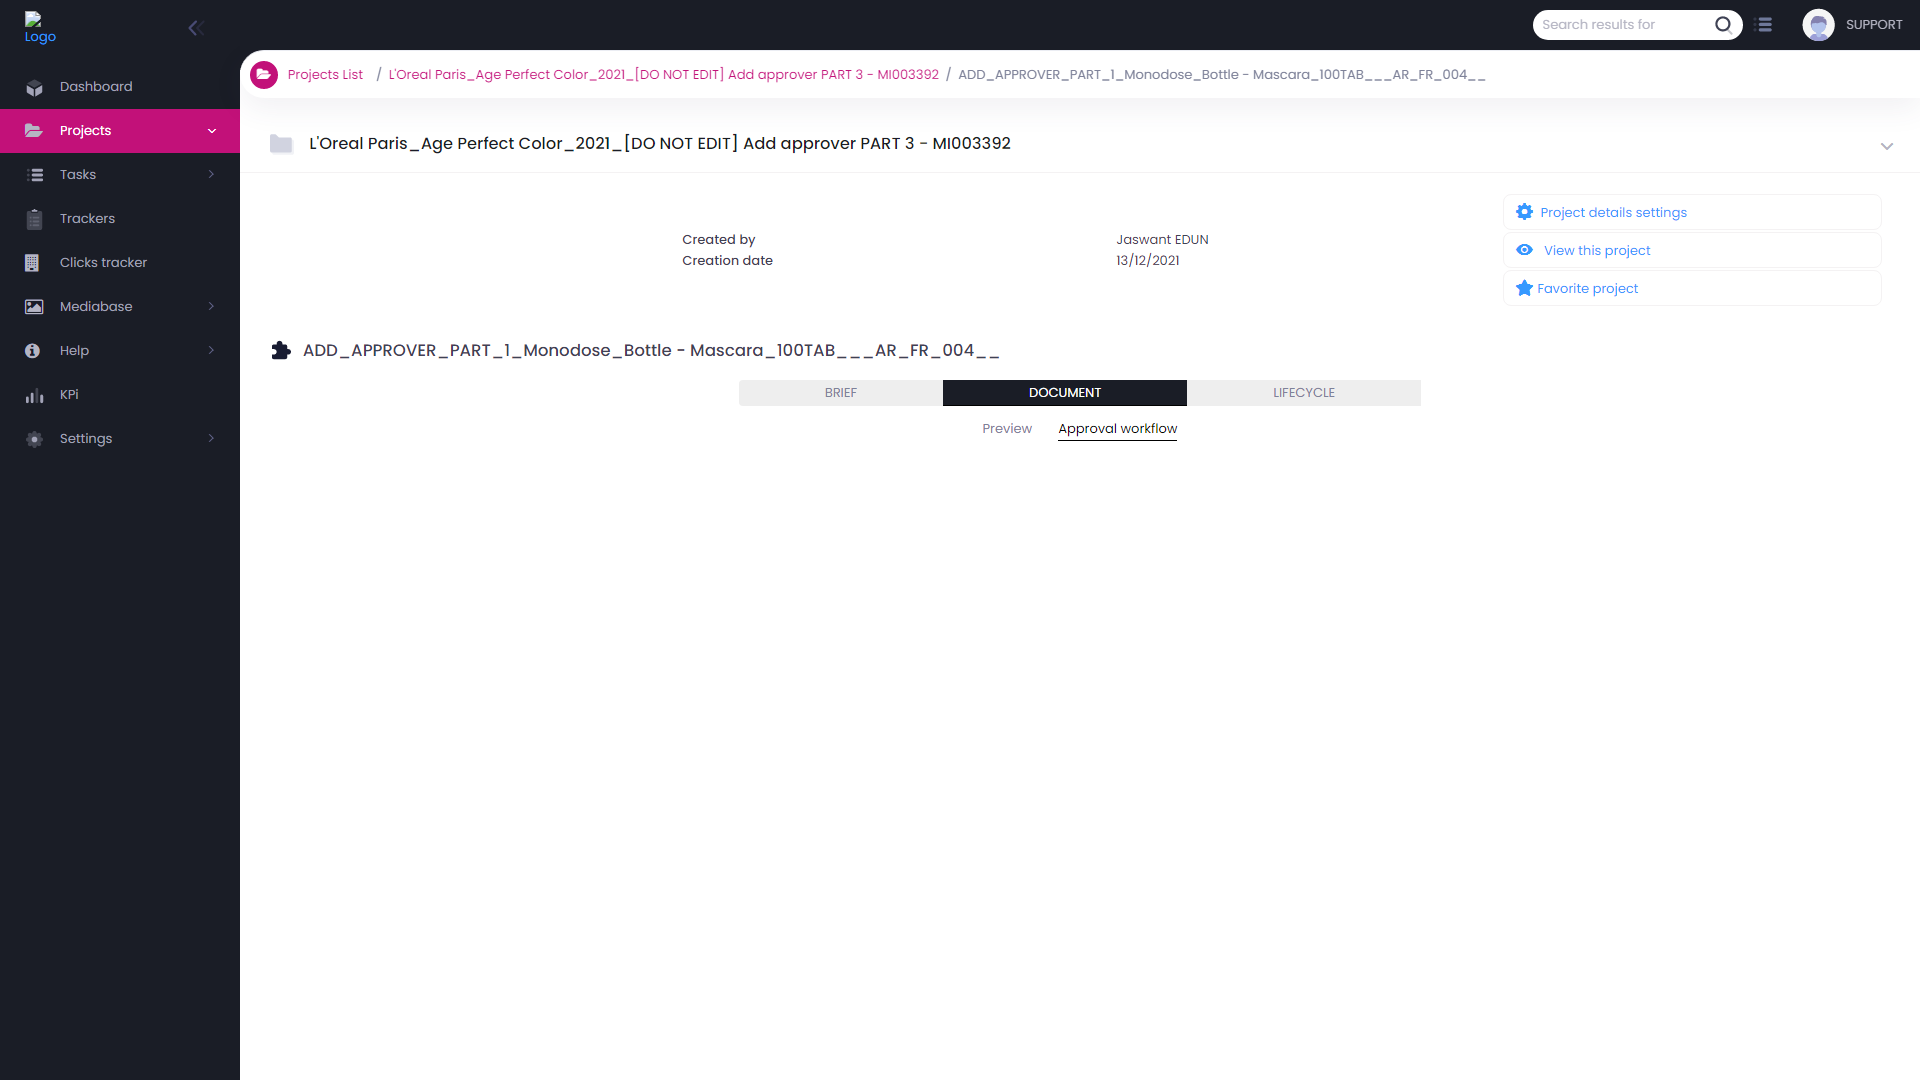 Logo
Search results for
SUPPORT
Dashboard
Projects
Tasks
Trackers
Clicks tracker
Mediabase
Help
KPi
Settings
Projects List / L'Oreal Paris_Age Perfect Color_2021_[DO NOT EDIT] Add approver PART 3 - MI003392 / ADD_APPROVER_PART_1_Monodose_Bottle - Mascara_100TAB___AR_FR_004__
L'Oreal Paris_Age Perfect Color_2021_[DO NOT EDIT] Add approver PART 3 - MI003392
Created by Jaswant EDUN
Creation date 13/12/2021
Project details settings
View this project
Favorite project
ADD_APPROVER_PART_1_Monodose_Bottle - Mascara_100TAB___AR_FR_004__
BRIEF DOCUMENT LIFECYCLE
Preview Approval workflow